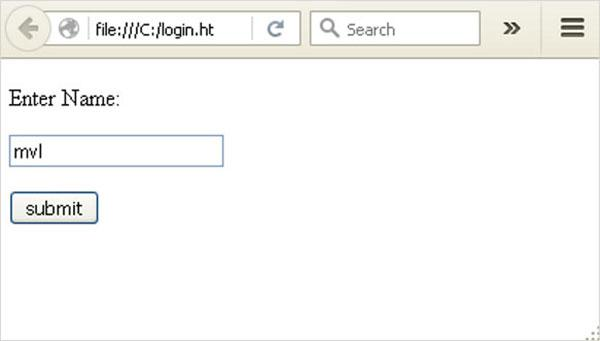 file:///C:/login.ht
Search
Enter Name:
mvl
submit